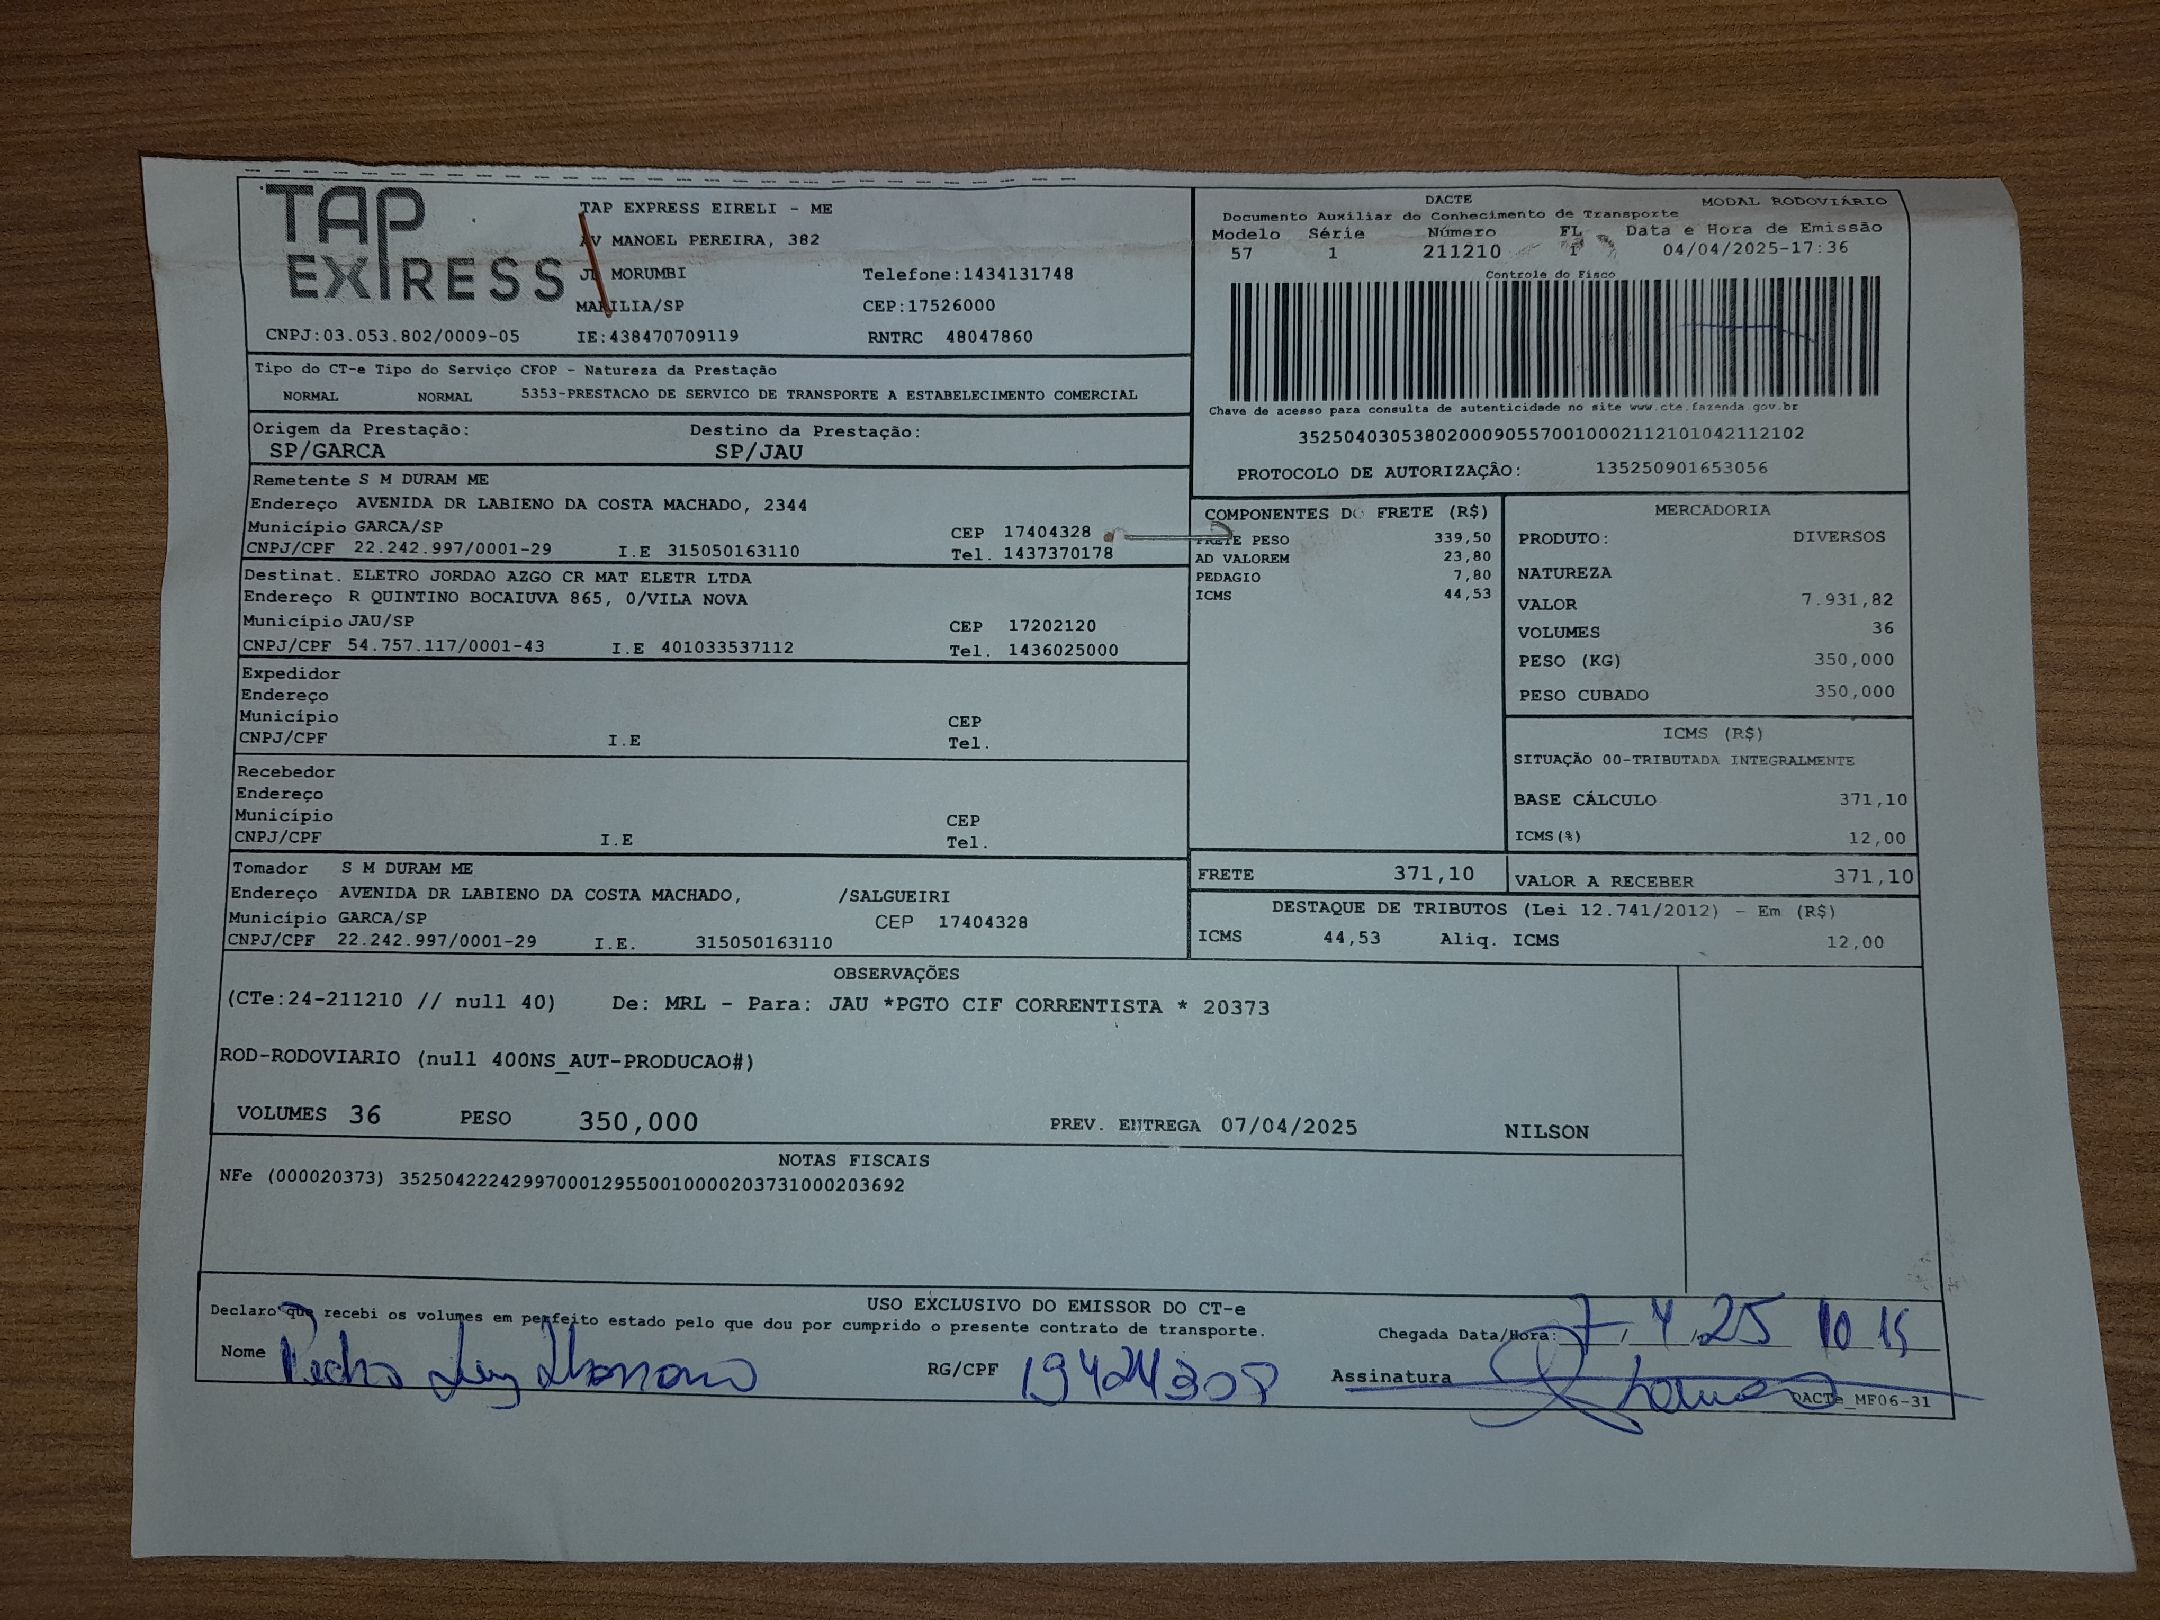 TAP EXPRESS
TAP EXPRESS EIRELI - ME
AV MANOEL PEREIRA, 382
JD MORUMBI Telefone:1434131748
MARILIA/SP CEP:17526000
CNPJ:03.053.802/0009-05 IE:438470709119 RNTRC 48047860
DACTE MODAL RODOVIÁRIO
Documento Auxiliar do Conhecimento de Transporte
Modelo Série Número FL Data e Hora de Emissão
57 1 211210 1 04/04/2025-17:36
Controle do Fisco
Chave de acesso para consulta de autenticidade no site www.cte.fazenda.gov.br
35250403053802000905570010002112101042112102
PROTOCOLO DE AUTORIZAÇÃO: 135250901653056
Tipo do CT-e Tipo do Serviço CFOP - Natureza da Prestação
NORMAL NORMAL 5353-PRESTACAO DE SERVICO DE TRANSPORTE A ESTABELECIMENTO COMERCIAL
Origem da Prestação: Destino da Prestação:
SP/GARCA SP/JAU
Remetente S M DURAM ME
Endereço AVENIDA DR LABIENO DA COSTA MACHADO, 2344
Município GARCA/SP CEP 17404328
CNPJ/CPF 22.242.997/0001-29 I.E 315050163110 Tel. 1437370178
Destinat. ELETRO JORDAO AZGO CR MAT ELETR LTDA
Endereço R QUINTINO BOCAIUVA 865, 0/VILA NOVA
Município JAU/SP CEP 17202120
CNPJ/CPF 54.757.117/0001-43 I.E 401033537112 Tel. 1436025000
Expedidor
Endereço
Município CEP
CNPJ/CPF I.E Tel.
Recebedor
Endereço
Município CEP
CNPJ/CPF I.E Tel.
Tomador S M DURAM ME
Endereço AVENIDA DR LABIENO DA COSTA MACHADO, /SALGUEIRI
Município GARCA/SP CEP 17404328
CNPJ/CPF 22.242.997/0001-29 I.E. 315050163110
COMPONENTES DO FRETE (R$)
FRETE PESO 339,50
AD VALOREM 23,80
PEDAGIO 7,80
ICMS 44,53
MERCADORIA
PRODUTO: DIVERSOS
NATUREZA
VALOR 7.931,82
VOLUMES 36
PESO (KG) 350,000
PESO CUBADO 350,000
ICMS (R$)
SITUAÇÃO 00-TRIBUTADA INTEGRALMENTE
BASE CÁLCULO 371,10
ICMS(%) 12,00
FRETE 371,10 VALOR A RECEBER 371,10
DESTAQUE DE TRIBUTOS (Lei 12.741/2012) - Em (R$)
ICMS 44,53 Aliq. ICMS 12,00
OBSERVAÇÕES
(CTe:24-211210 // null 40) De: MRL - Para: JAU *PGTO CIF CORRENTISTA * 20373
ROD-RODOVIARIO (null 400NS_AUT-PRODUCAO#)
VOLUMES 36 PESO 350,000 PREV. ENTREGA 07/04/2025 NILSON
NOTAS FISCAIS
NFe (000020373) 35250422242997000129550010000203731000203692
USO EXCLUSIVO DO EMISSOR DO CT-e
Declaro que recebi os volumes em perfeito estado pelo que dou por cumprido o presente contrato de transporte.
Chegada Data/Hora: 7/4/25 10 15
Nome Pedro Luiz RG/CPF 19424308 Assinatura
DACTe_MF06-31